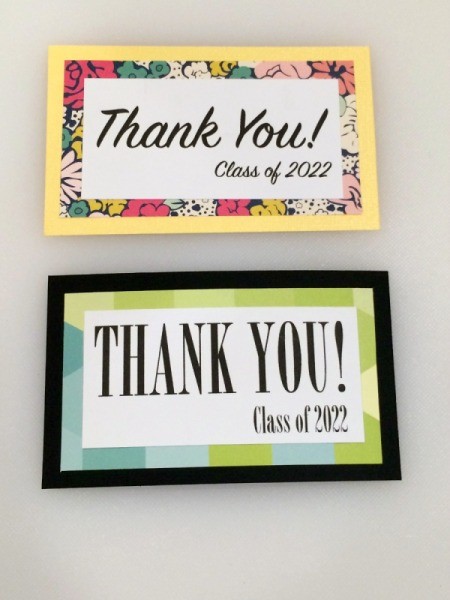 Thank You!
Class of 2022
THANK YOU!
Class of 2022